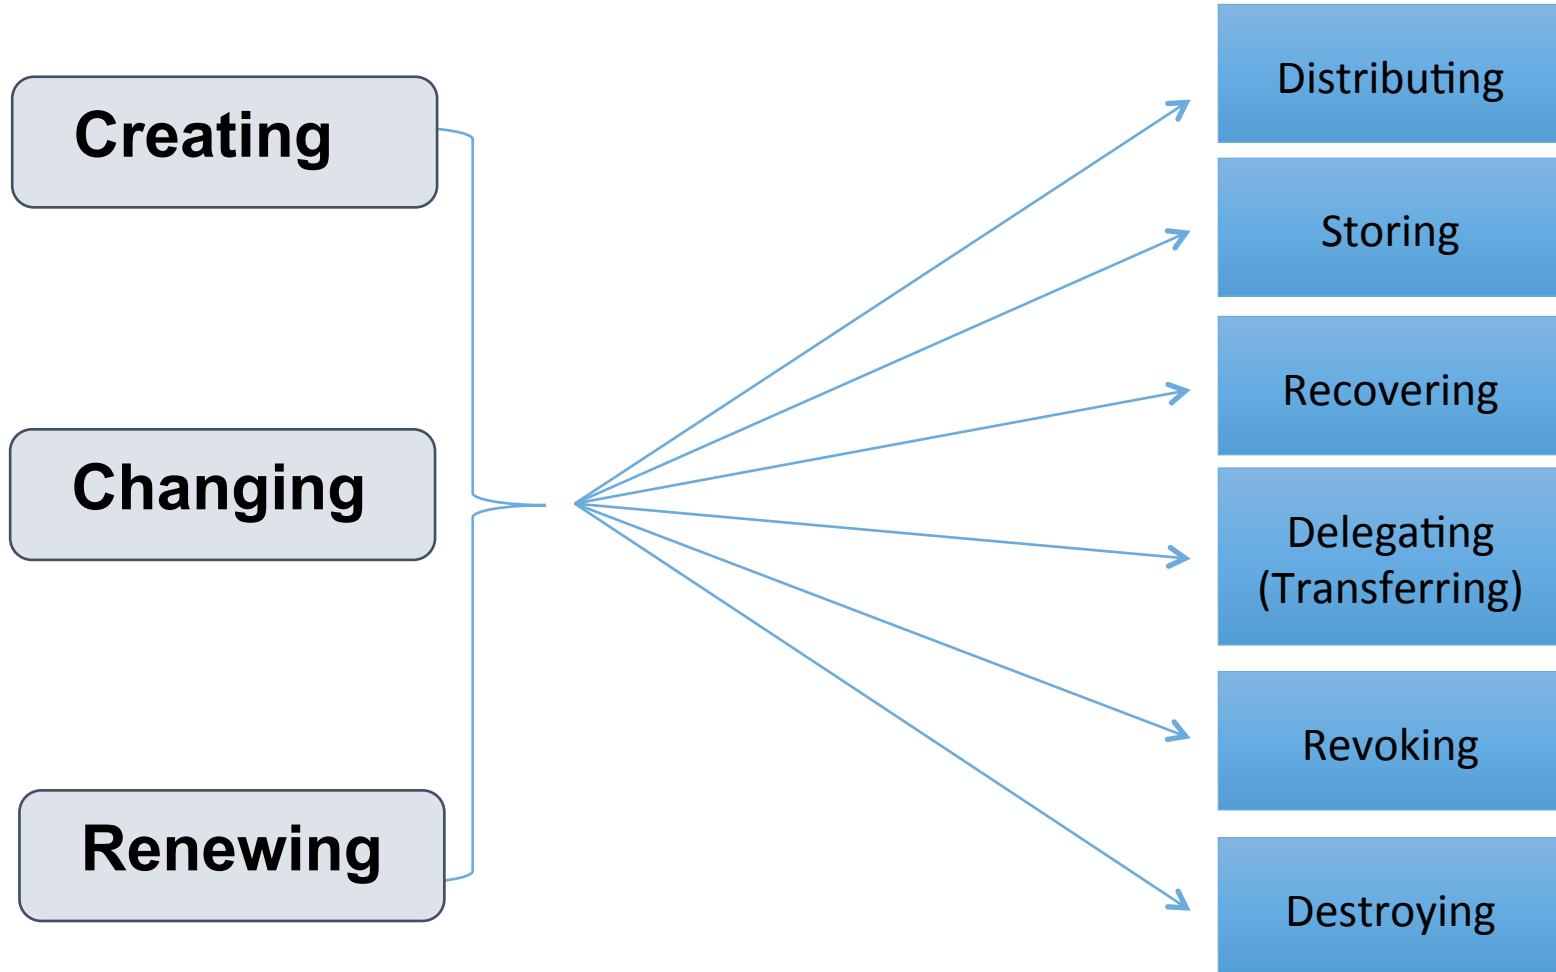 Creating
Changing
Renewing
Distributing
Storing
Recovering
Delegating
(Transferring)
Revoking
Destroying